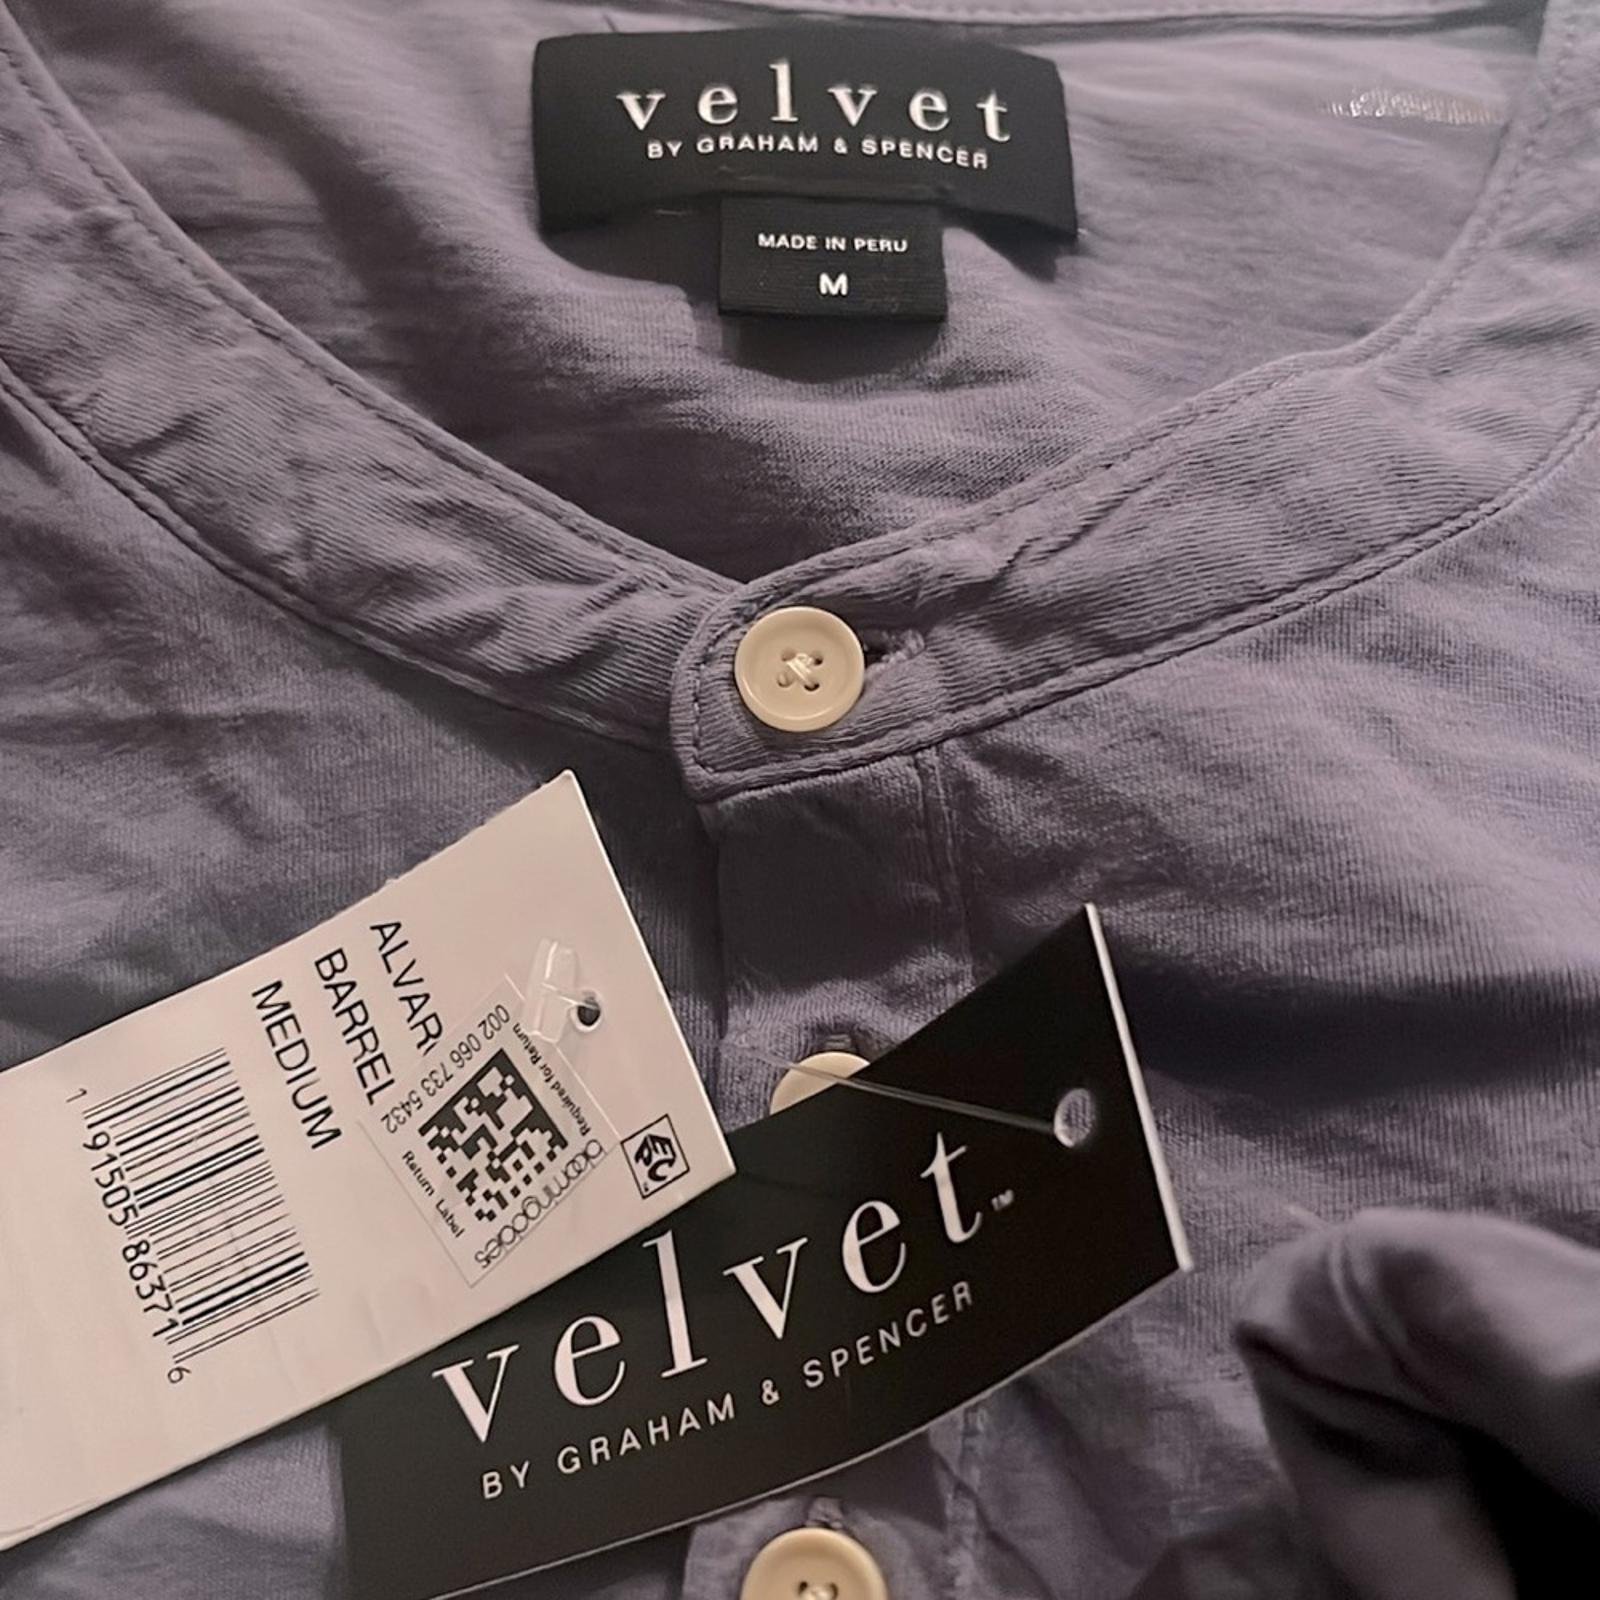 velvet
BY GRAHAM & SPENCER
MADE IN PERU
M
ALVAR
BARREL
MEDIUM
1 91505 86371 6
002 066 733 5432
Required for Return
Return Label
bloomingdales
velvet™
BY GRAHAM & SPENCER